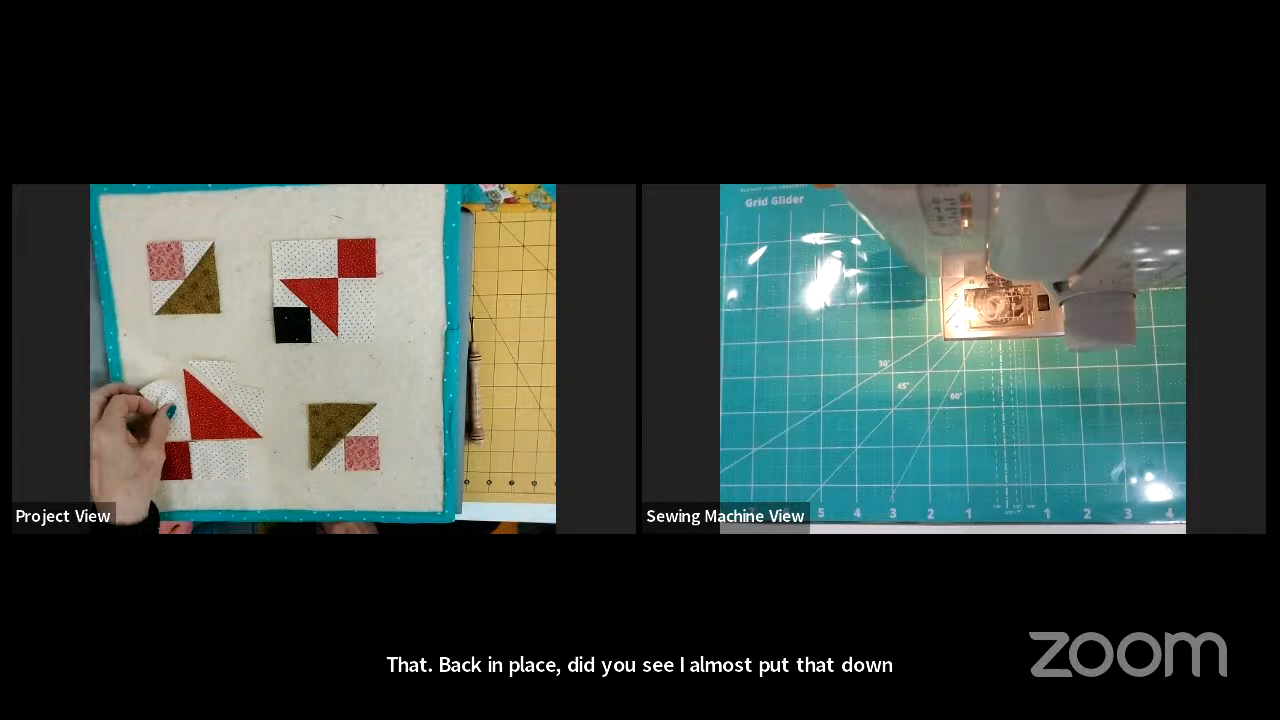 Grid Glider
30°
45°
60°
5 4 3 2 1 1 2 3 4
Project View
Sewing Machine View
That. Back in place, did you see I almost put that down
zoom